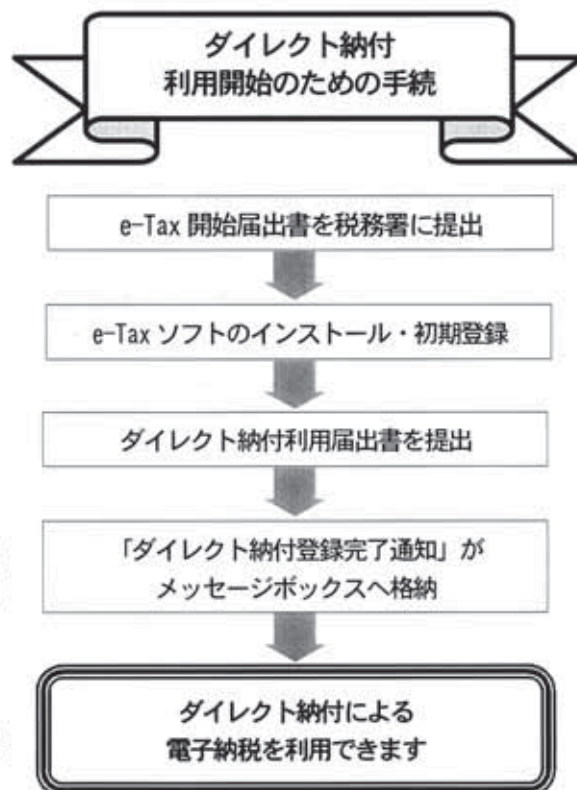 ダイレクト納付
利用開始のための手続
e-Tax 開始届出書を税務署に提出
e-Tax ソフトのインストール・初期登録
ダイレクト納付利用届出書を提出
「ダイレクト納付登録完了通知」が
メッセージボックスへ格納
ダイレクト納付による
電子納税を利用できます